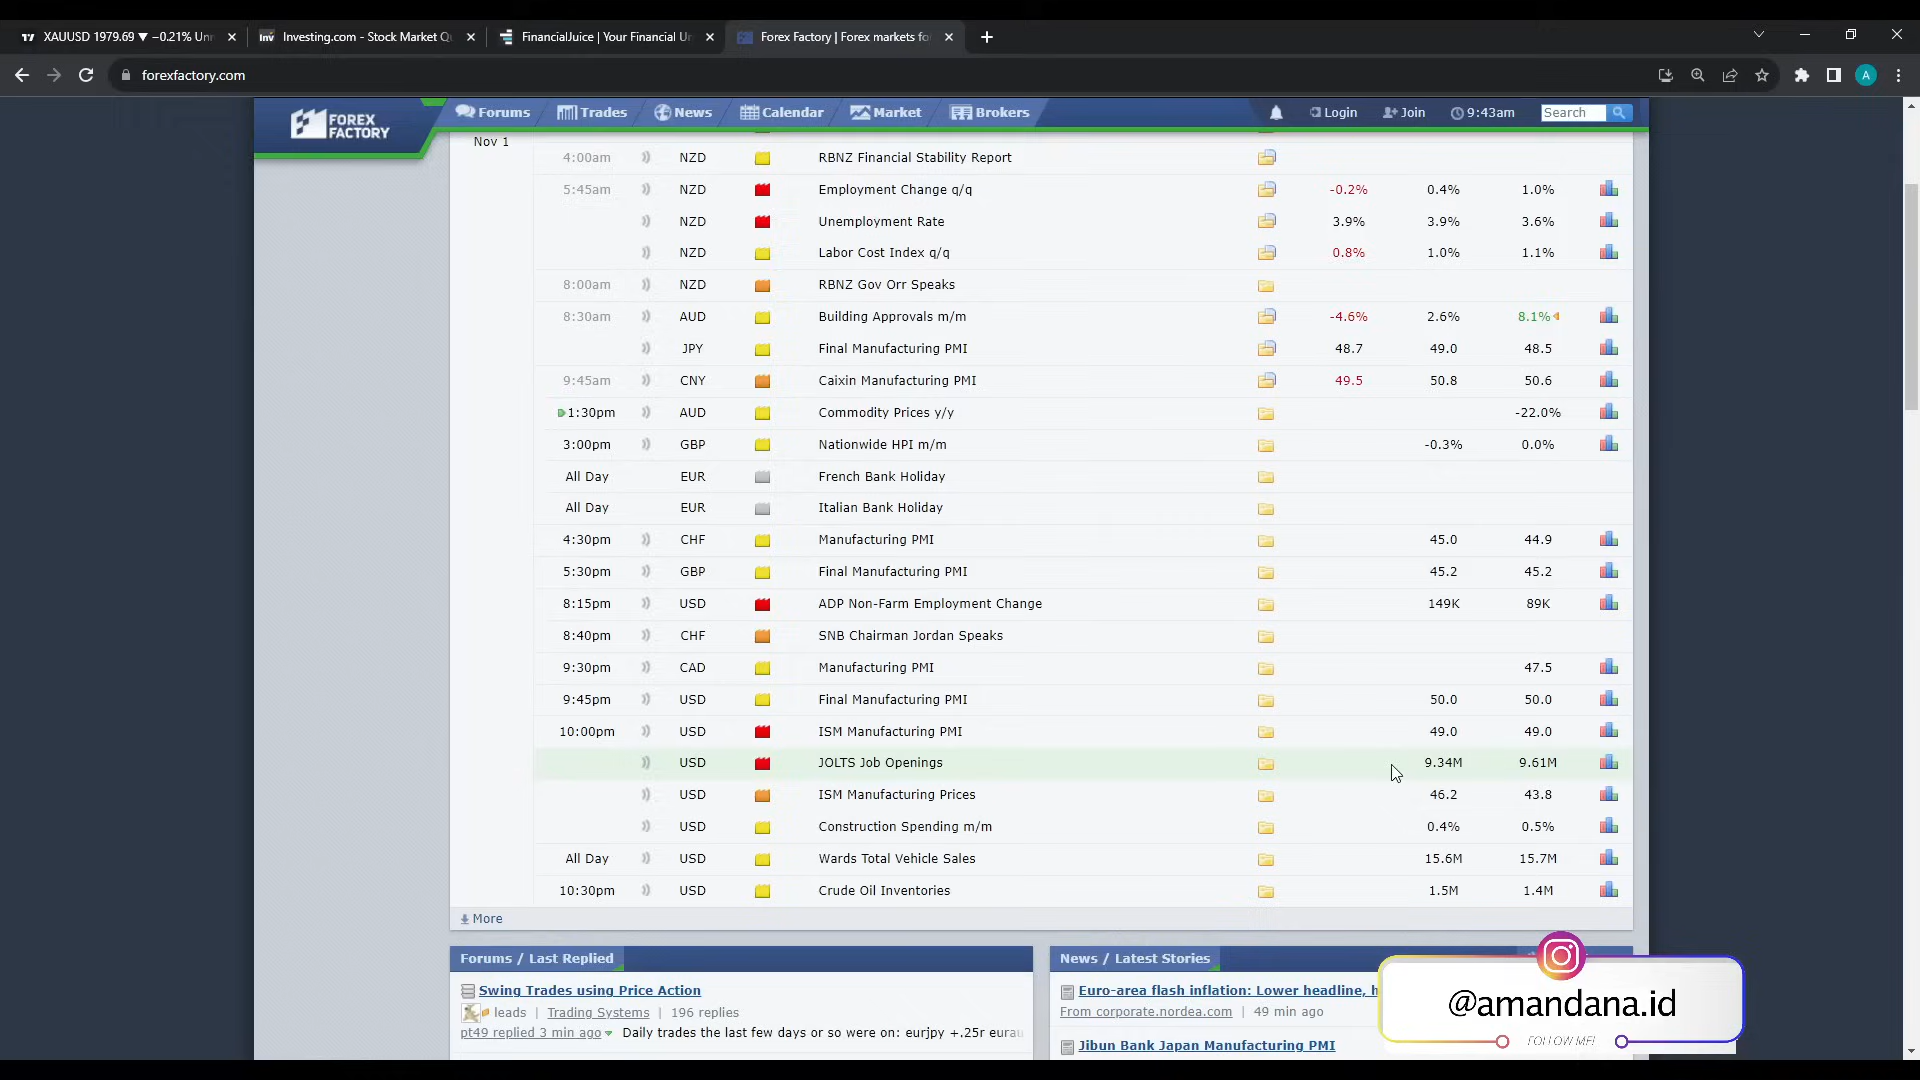 XAUUSD 1979.69 ▼ −0.21% Un
Investing.com - Stock Market Qu
FinancialJuice | Your Financial U
Forex Factory | Forex markets fo
forexfactory.com
A
FOREX FACTORY
Forums Trades News Calendar Market Brokers Login Join 9:43am Search
Nov 1
4:00am NZD RBNZ Financial Stability Report
5:45am NZD Employment Change q/q -0.2% 0.4% 1.0%
NZD Unemployment Rate 3.9% 3.9% 3.6%
NZD Labor Cost Index q/q 0.8% 1.0% 1.1%
8:00am NZD RBNZ Gov Orr Speaks
8:30am AUD Building Approvals m/m -4.6% 2.6% 8.1%
JPY Final Manufacturing PMI 48.7 49.0 48.5
9:45am CNY Caixin Manufacturing PMI 49.5 50.8 50.6
1:30pm AUD Commodity Prices y/y -22.0%
3:00pm GBP Nationwide HPI m/m -0.3% 0.0%
All Day EUR French Bank Holiday
All Day EUR Italian Bank Holiday
4:30pm CHF Manufacturing PMI 45.0 44.9
5:30pm GBP Final Manufacturing PMI 45.2 45.2
8:15pm USD ADP Non-Farm Employment Change 149K 89K
8:40pm CHF SNB Chairman Jordan Speaks
9:30pm CAD Manufacturing PMI 47.5
9:45pm USD Final Manufacturing PMI 50.0 50.0
10:00pm USD ISM Manufacturing PMI 49.0 49.0
USD JOLTS Job Openings 9.34M 9.61M
USD ISM Manufacturing Prices 46.2 43.8
USD Construction Spending m/m 0.4% 0.5%
All Day USD Wards Total Vehicle Sales 15.6M 15.7M
10:30pm USD Crude Oil Inventories 1.5M 1.4M
More
Forums / Last Replied
Swing Trades using Price Action
leads | Trading Systems | 196 replies
pt49 replied 3 min ago Daily trades the last few days or so were on: eurjpy +.25r eurau
News / Latest Stories
Euro-area flash inflation: Lower headline, h
From corporate.nordea.com | 49 min ago
Jibun Bank Japan Manufacturing PMI
@amandana.id
FOLLOW ME!